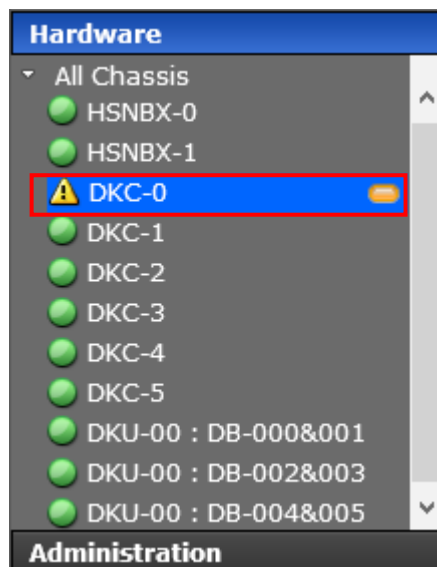 Hardware
All Chassis
HSNBX-0
HSNBX-1
DKC-0
DKC-1
DKC-2
DKC-3
DKC-4
DKC-5
DKU-00 : DB-000&001
DKU-00 : DB-002&003
DKU-00 : DB-004&005
Administration